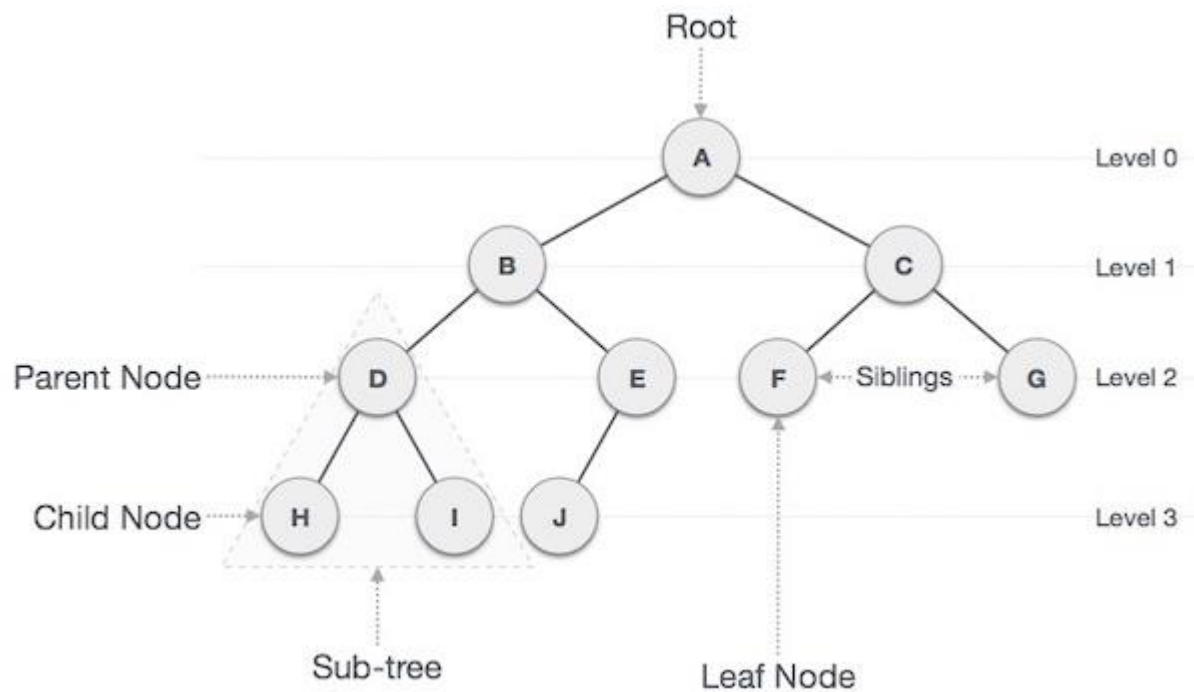 Root
A
Level 0
B
C
Level 1
Parent Node
D
E
F
Siblings
G
Level 2
Child Node
H
I
J
Level 3
Sub-tree
Leaf Node